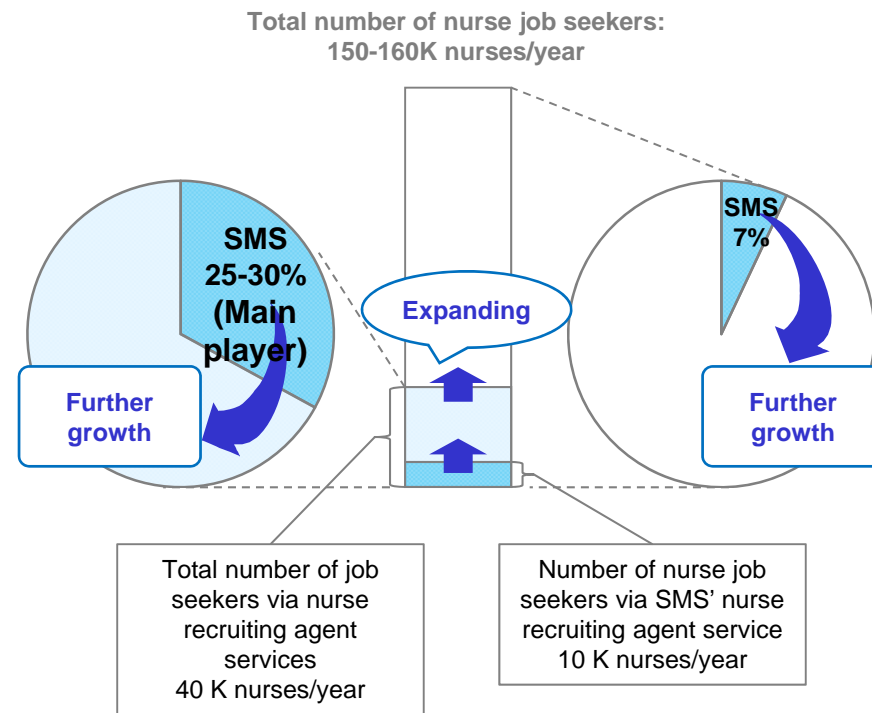 Total number of nurse job seekers:
150-160K nurses/year
SMS
25-30%
(Main
player)
Further
growth
Expanding
SMS
7%
Further
growth
Total number of job
seekers via nurse
recruiting agent
services
40 K nurses/year
Number of nurse job
seekers via SMS' nurse
recruiting agent service
10 K nurses/year